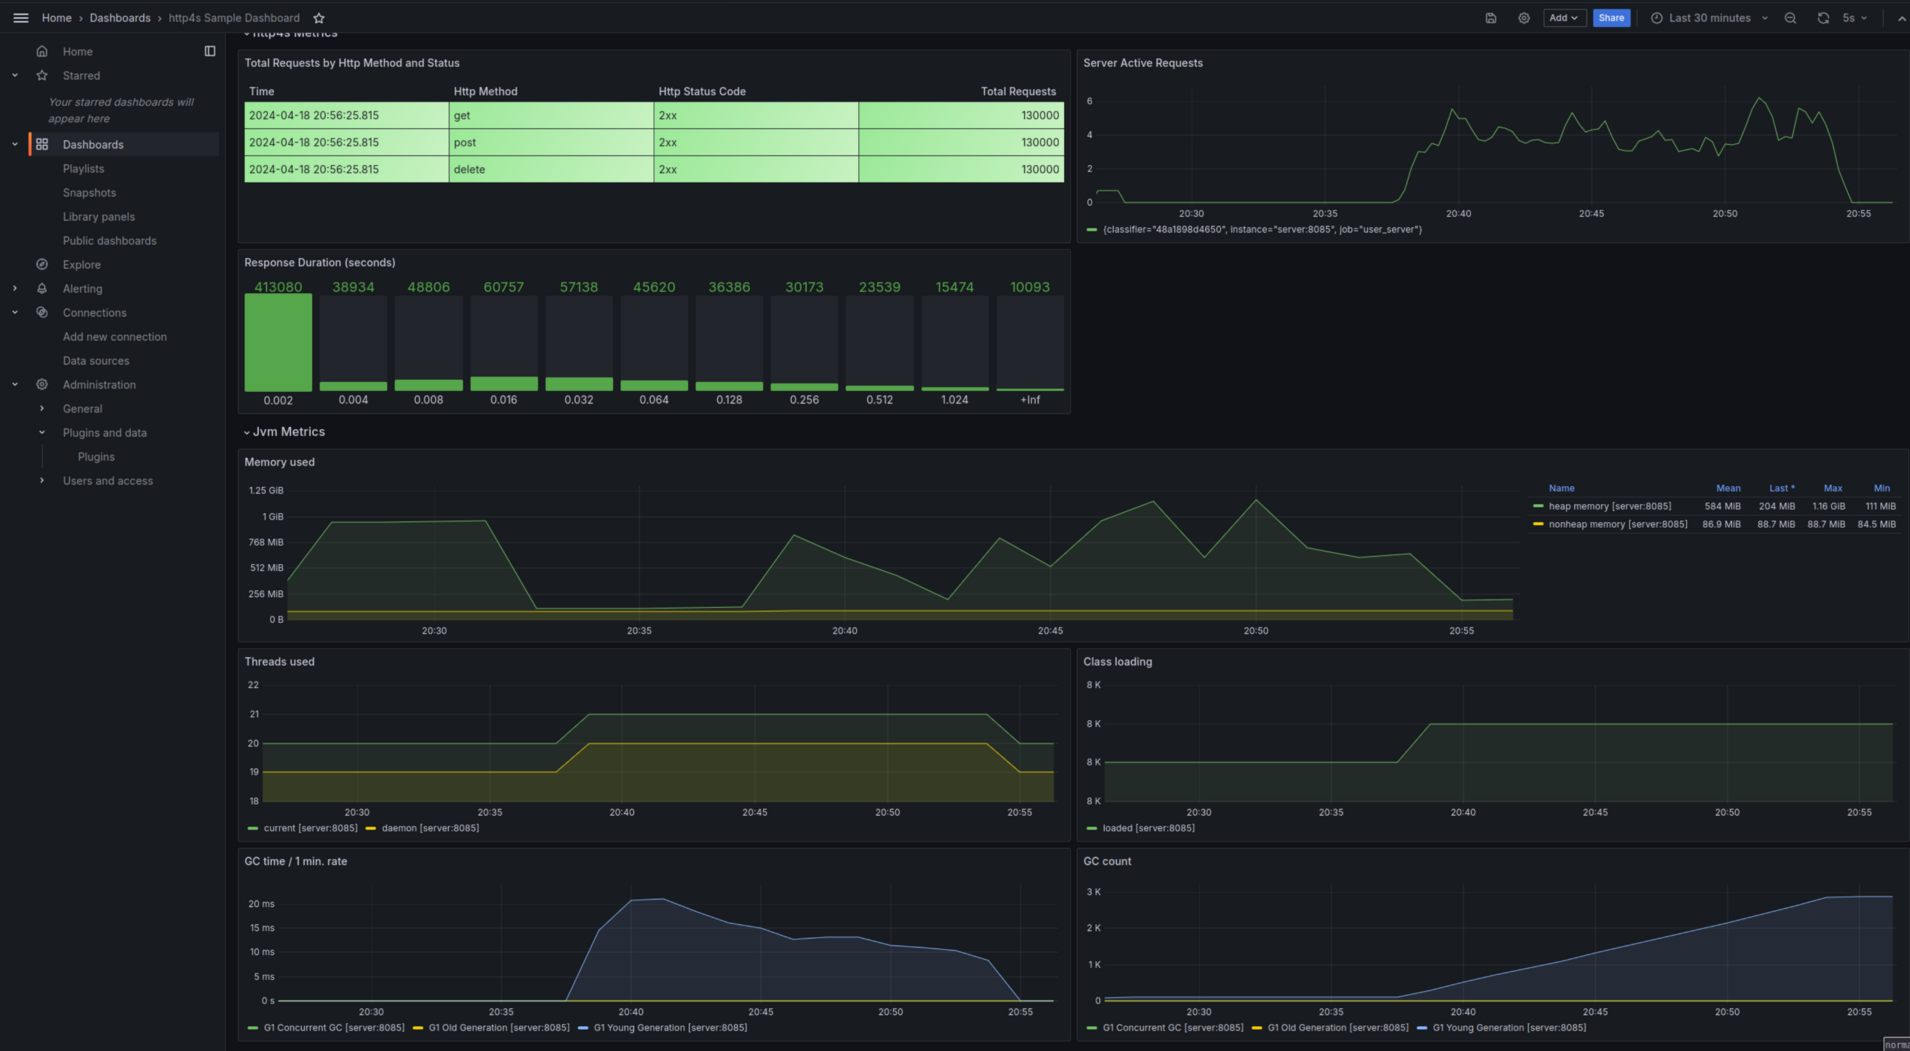 Home › Dashboards › http4s Sample Dashboard
Add
Share
Last 30 minutes
5s
Home
Starred
Your starred dashboards will
appear here
Dashboards
Playlists
Snapshots
Library panels
Public dashboards
Explore
Alerting
Connections
Add new connection
Data sources
Administration
General
Plugins and data
Plugins
Users and access
http4s Metrics
Total Requests by Http Method and Status
Time Http Method Http Status Code Total Requests
2024-04-18 20:56:25.815 get 2xx 130000
2024-04-18 20:56:25.815 post 2xx 130000
2024-04-18 20:56:25.815 delete 2xx 130000
Server Active Requests
6
4
2
0
20:30 20:35 20:40 20:45 20:50 20:55
{classifier="48a1898d4650", instance="server:8085", job="user_server"}
Response Duration (seconds)
413080 38934 48806 60757 57138 45620 36386 30173 23539 15474 10093
0.002 0.004 0.008 0.016 0.032 0.064 0.128 0.256 0.512 1.024 +Inf
Jvm Metrics
Memory used
1.25 GiB
1 GiB
768 MiB
512 MiB
256 MiB
0 B
20:30 20:35 20:40 20:45 20:50 20:55
Name Mean Last * Max Min
heap memory [server:8085] 584 MiB 204 MiB 1.16 GiB 111 MiB
nonheap memory [server:8085] 86.9 MiB 88.7 MiB 88.7 MiB 84.5 MiB
Threads used
22
21
20
19
18
20:30 20:35 20:40 20:45 20:50 20:55
current [server:8085] daemon [server:8085]
Class loading
8 K
8 K
8 K
8 K
20:30 20:35 20:40 20:45 20:50 20:55
loaded [server:8085]
GC time / 1 min. rate
20 ms
15 ms
10 ms
5 ms
0 s
20:30 20:35 20:40 20:45 20:50 20:55
G1 Concurrent GC [server:8085] G1 Old Generation [server:8085] G1 Young Generation [server:8085]
GC count
3 K
2 K
1 K
0
20:30 20:35 20:40 20:45 20:50 20:55
G1 Concurrent GC [server:8085] G1 Old Generation [server:8085] G1 Young Generation [server:8085]